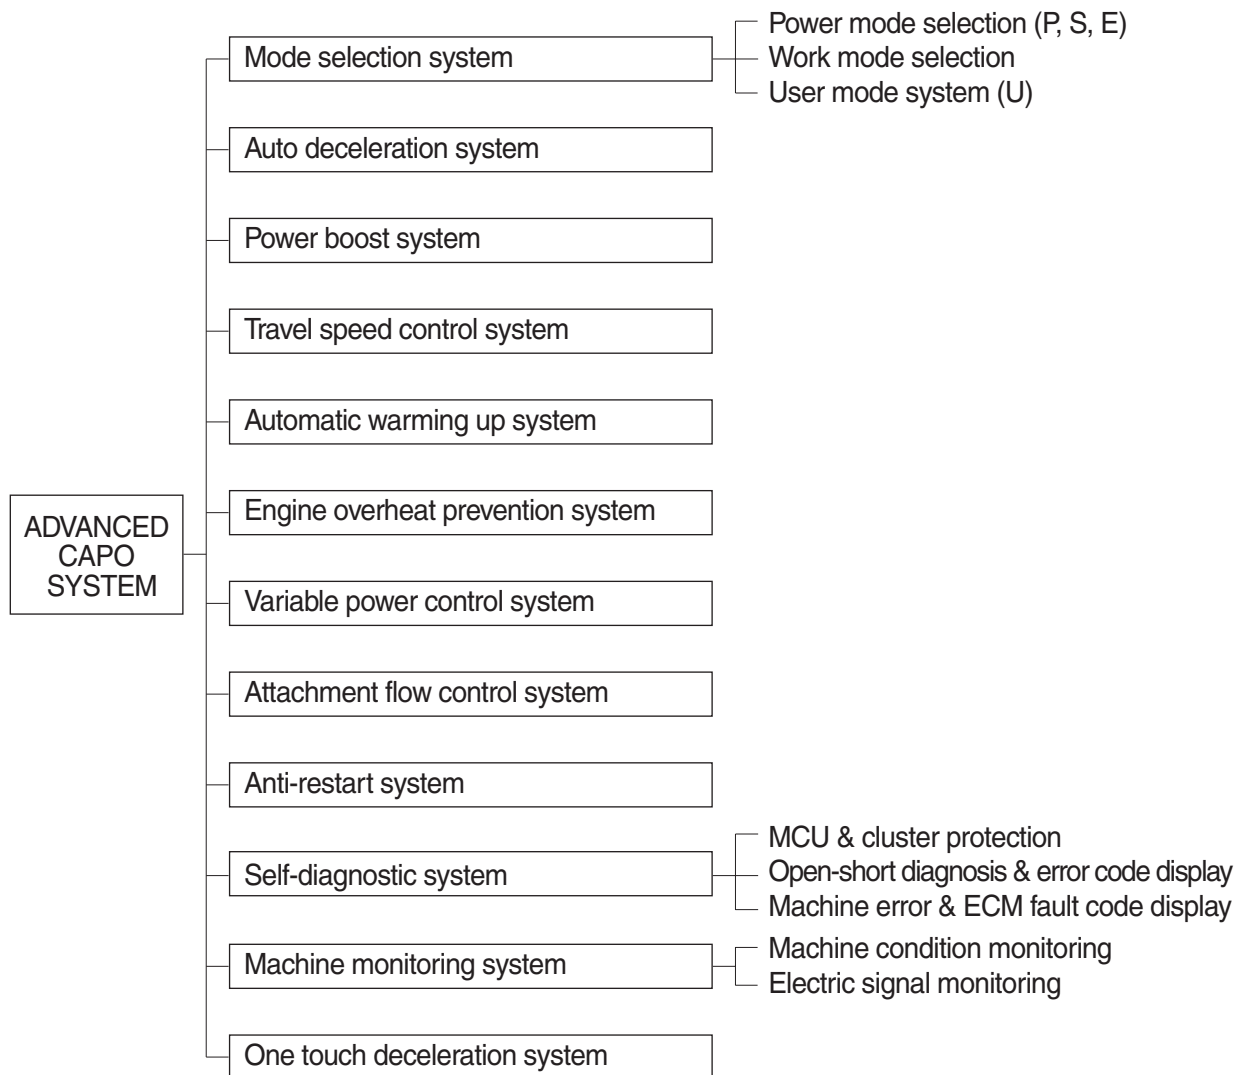 Power mode selection (P, S, E)
Mode selection system
Work mode selection
User mode system (U)
Auto deceleration system
Power boost system
Travel speed control system
Automatic warming up system
Engine overheat prevention system
ADVANCED
CAPO
SYSTEM
Variable power control system
Attachment flow control system
Anti-restart system
MCU & cluster protection
Self-diagnostic system
Open-short diagnosis & error code display
Machine error & ECM fault code display
Machine monitoring system
Machine condition monitoring
Electric signal monitoring
One touch deceleration system